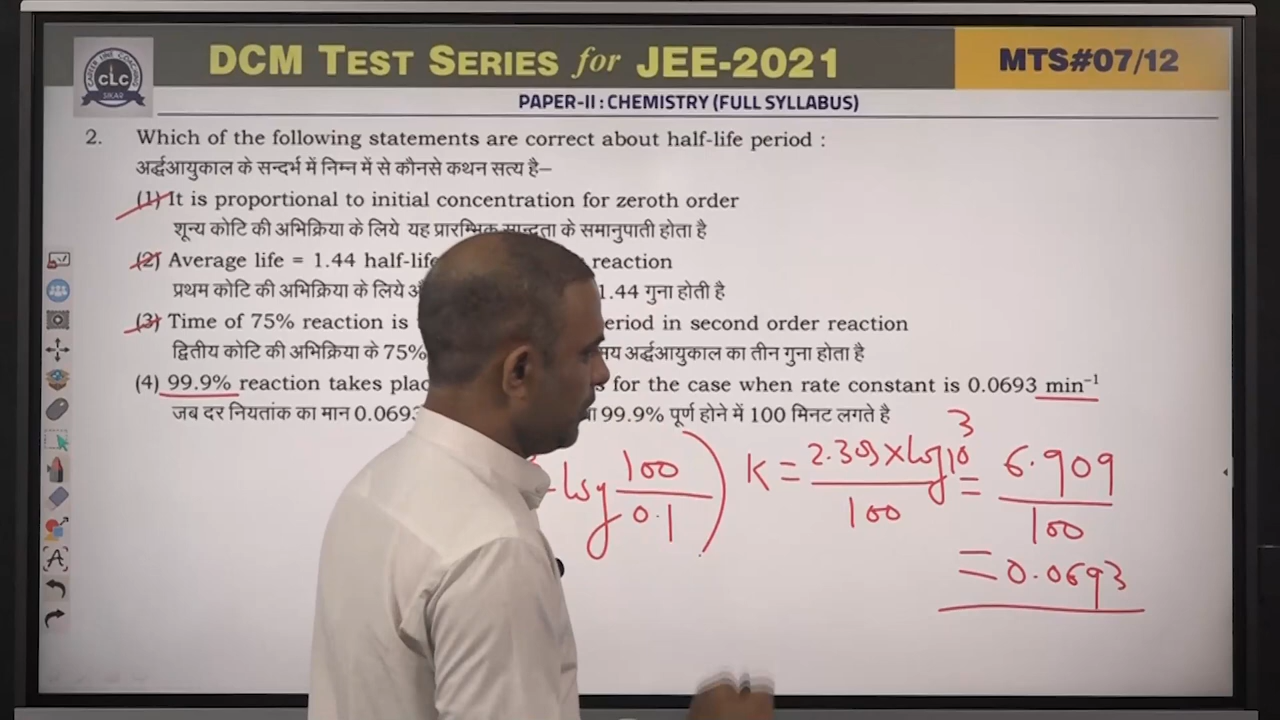 CAREER LINE COACHING
CLC
SIKAR
DCM TEST SERIES for JEE-2021
MTS#07/12
PAPER-II : CHEMISTRY (FULL SYLLABUS)
2. Which of the following statements are correct about half-life period :
अर्द्धआयुकाल के सन्दर्भ में निम्न में से कौनसे कथन सत्य है–
(1) It is proportional to initial concentration for zeroth order
शून्य कोटि की अभिक्रिया के लिये यह प्रारम्भिक सान्द्रता के समानुपाती होता है
(2) Average life = 1.44 half-life reaction
प्रथम कोटि की अभिक्रिया के लिये 1.44 गुना होती है
(3) Time of 75% reaction is period in second order reaction
द्वितीय कोटि की अभिक्रिया के 75% अर्द्धआयुकाल का तीन गुना होता है
(4) 99.9% reaction takes for the case when rate constant is 0.0693 min⁻¹
जब दर नियतांक का मान 0.0693 99.9% पूर्ण होने में 100 मिनट लगते है
log 100/0.1 ) K = 2.303 × log 10³ / 100 = 6.909 / 100
= 0.0693